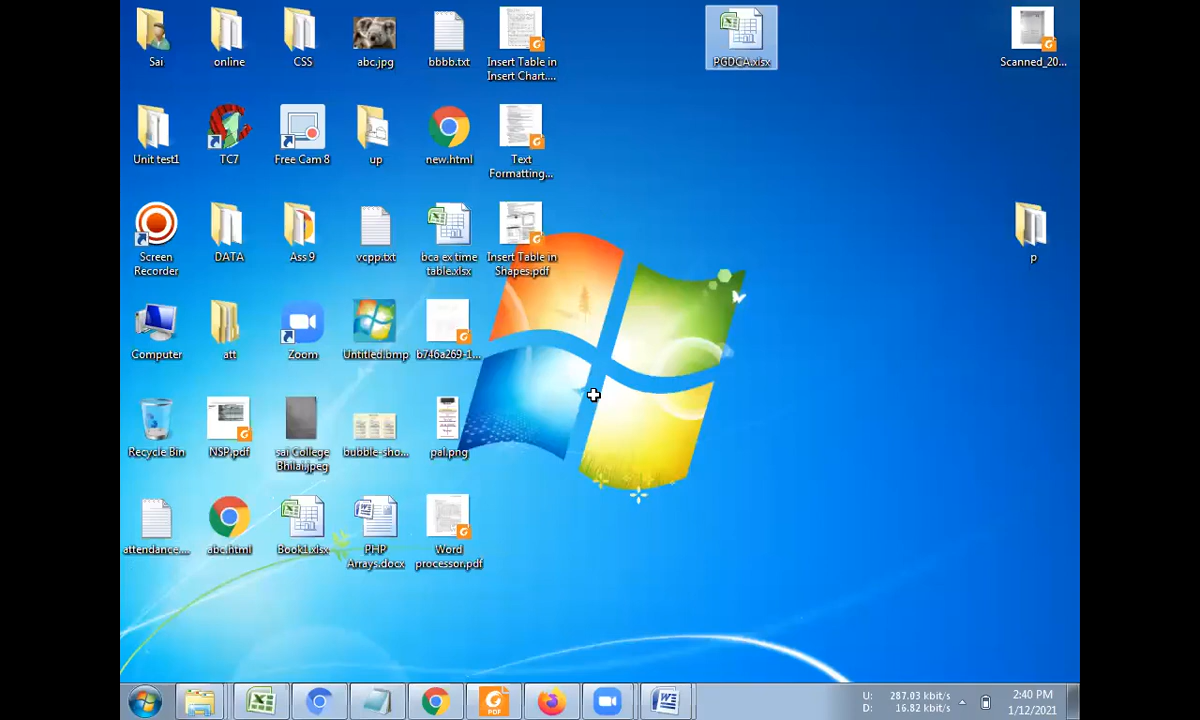 Sai
online
CSS
abc.jpg
bbbb.txt
Insert Table in
Insert Chart....
PGDCA.xlsx
Scanned_20...
Unit test1
TC7
Free Cam 8
up
new.html
Text
Formatting...
Screen
Recorder
DATA
Ass 9
vcpp.txt
bca ex time
table.xlsx
Insert Table in
Shapes.pdf
p
Computer
att
Zoom
Untitled.bmp
b746a269-1...
Recycle Bin
NSP.pdf
sai College
Bhilai.jpeg
bubble-sho...
pal.png
attendance....
abc.html
Book1.xlsx
PHP
Arrays.docx
Word
processor.pdf
PDF
U: 287.03 kbit/s
D: 16.82 kbit/s
2:40 PM
1/12/2021